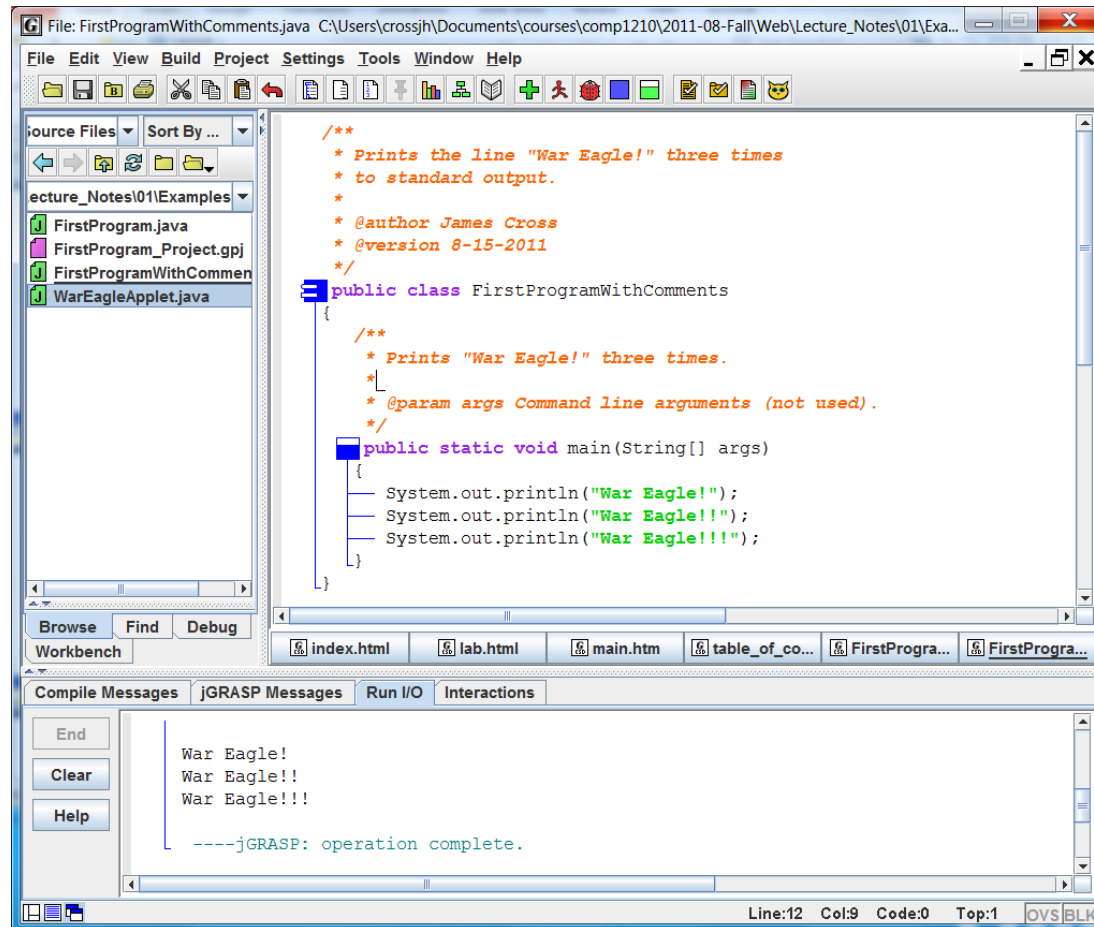 File: FirstProgramWithComments.java C:\Users\crossjh\Documents\courses\comp1210\2011-08-Fall\Web\Lecture_Notes\01\Exa...
File Edit View Build Project Settings Tools Window Help
Source Files Sort By ...
.ecture_Notes\01\Examples
FirstProgram.java
FirstProgram_Project.gpj
FirstProgramWithCommen
WarEagleApplet.java
Browse Find Debug
Workbench
/**
* Prints the line "War Eagle!" three times
* to standard output.
*
* @author James Cross
* @version 8-15-2011
*/
public class FirstProgramWithComments
{
/**
* Prints "War Eagle!" three times.
*
* @param args Command line arguments (not used).
*/
public static void main(String[] args)
{
System.out.println("War Eagle!");
System.out.println("War Eagle!!");
System.out.println("War Eagle!!!");
}
}
index.html lab.html main.htm table_of_co... FirstProgra... FirstProgra...
Compile Messages jGRASP Messages Run I/O Interactions
End
Clear
Help
War Eagle!
War Eagle!!
War Eagle!!!
----jGRASP: operation complete.
Line:12 Col:9 Code:0 Top:1 OVS BLK